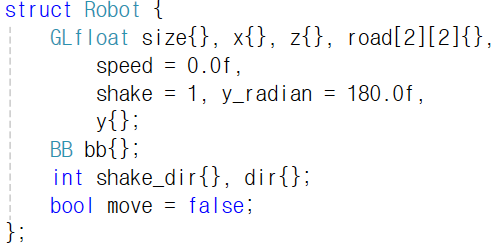 struct Robot {
    GLfloat size{}, x{}, z{}, road[2][2]{},
        speed = 0.0f,
        shake = 1, y_radian = 180.0f,
        y{};
    BB bb{};
    int shake_dir{}, dir{};
    bool move = false;
};